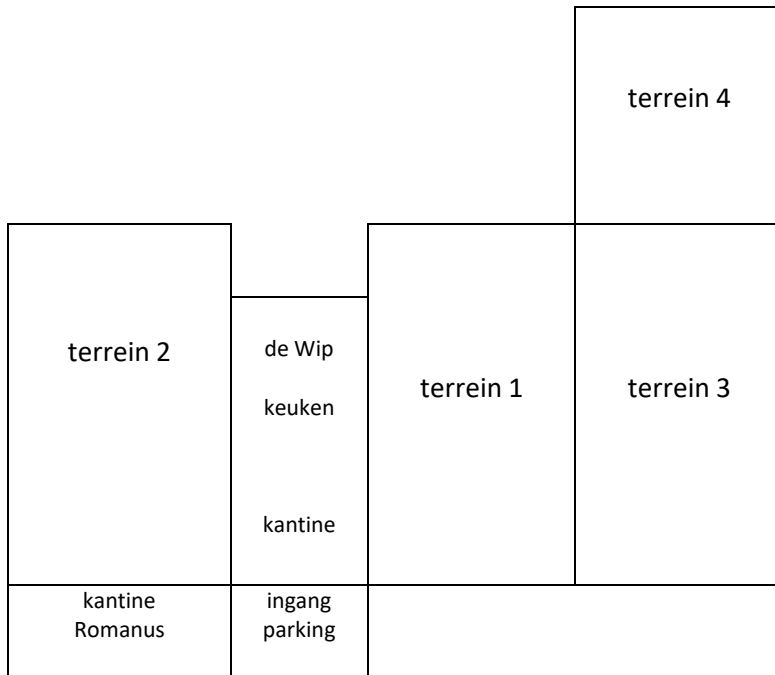 terrein 4
terrein 2
de Wip
keuken
kantine
terrein 1
terrein 3
kantine
Romanus
ingang
parking